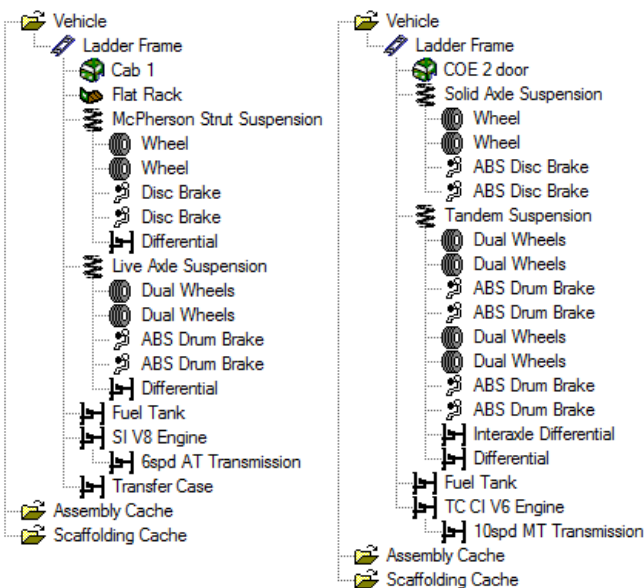 Vehicle
Ladder Frame
Cab 1
Flat Rack
McPherson Strut Suspension
Wheel
Wheel
Disc Brake
Disc Brake
Differential
Live Axle Suspension
Dual Wheels
Dual Wheels
ABS Drum Brake
ABS Drum Brake
Differential
Fuel Tank
SI V8 Engine
6spd AT Transmission
Transfer Case
Assembly Cache
Scaffolding Cache
Vehicle
Ladder Frame
COE 2 door
Solid Axle Suspension
Wheel
Wheel
ABS Disc Brake
ABS Disc Brake
Tandem Suspension
Dual Wheels
Dual Wheels
ABS Drum Brake
ABS Drum Brake
Dual Wheels
Dual Wheels
ABS Drum Brake
ABS Drum Brake
Interaxle Differential
Differential
Fuel Tank
TC CI V6 Engine
10spd MT Transmission
Assembly Cache
Scaffolding Cache